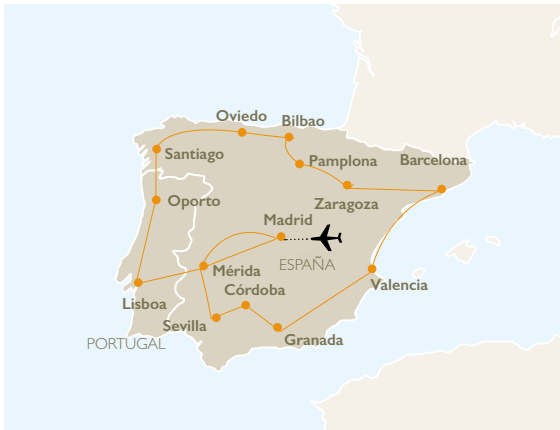 Oviedo
Bilbao
Santiago
Pamplona
Barcelona
Oporto
Zaragoza
Madrid
ESPAÑA
Mérida
Córdoba
Valencia
Lisboa
Sevilla
Granada
PORTUGAL